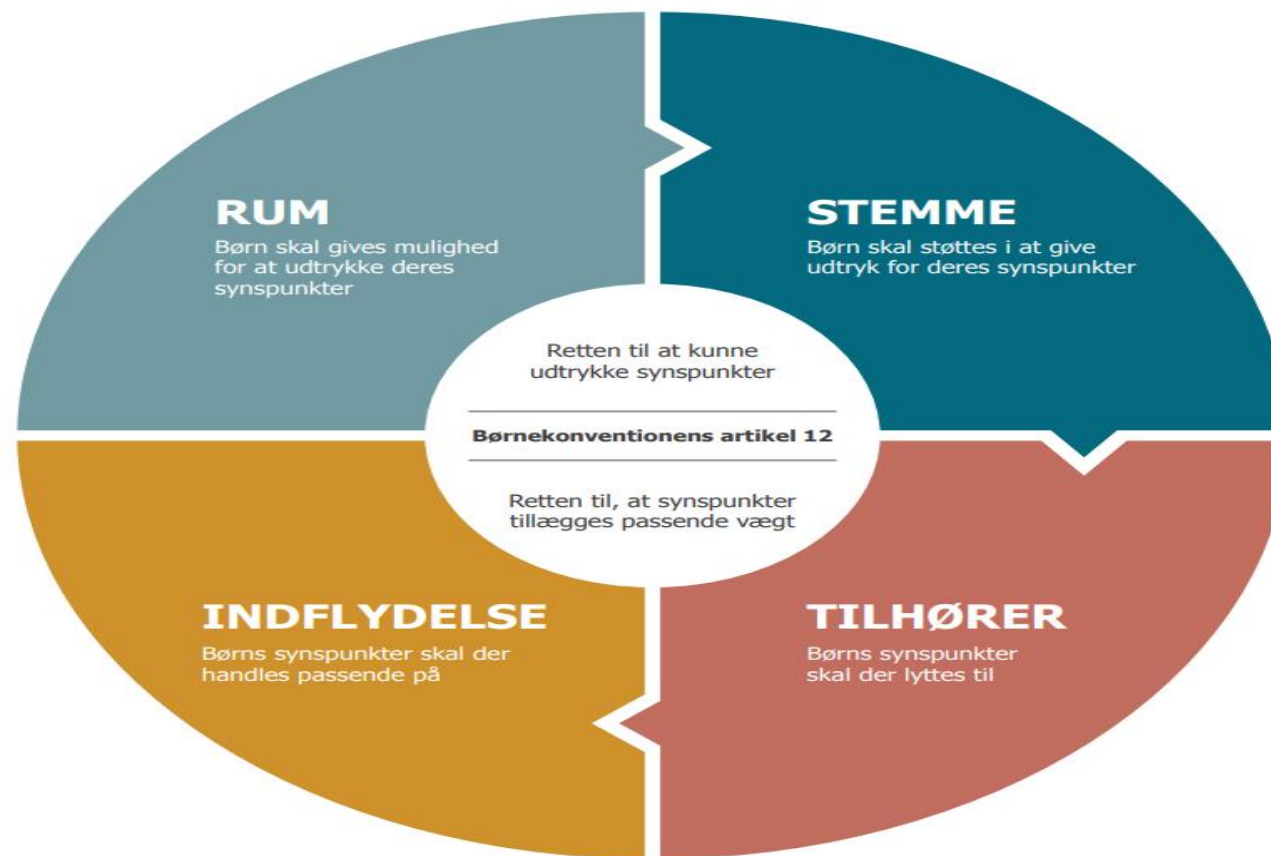 RUM
Børn skal gives mulighed
for at udtrykke deres
synspunkter
STEMME
Børn skal støttes i at give
udtryk for deres synspunkter
Retten til at kunne
udtrykke synspunkter
Børnekonventionens artikel 12
Retten til, at synspunkter
tillægges passende vægt
TILHØRER
Børns synspunkter
skal der lyttes til
INDFLYDELSE
Børns synspunkter skal der
handles passende på